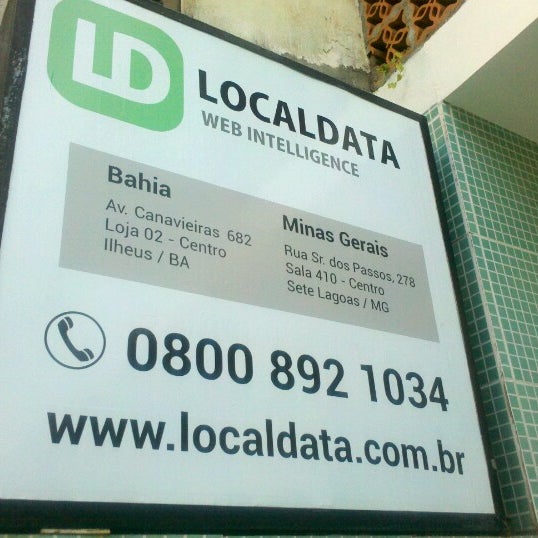 LD
LOCALDATA
WEB INTELLIGENCE
Bahia
Av. Canavieiras 682
Loja 02 - Centro
Ilheus / BA
Minas Gerais
Rua Sr. dos Passos, 278
Sala 410 - Centro
Sete Lagoas / MG
0800 892 1034
www.localdata.com.br